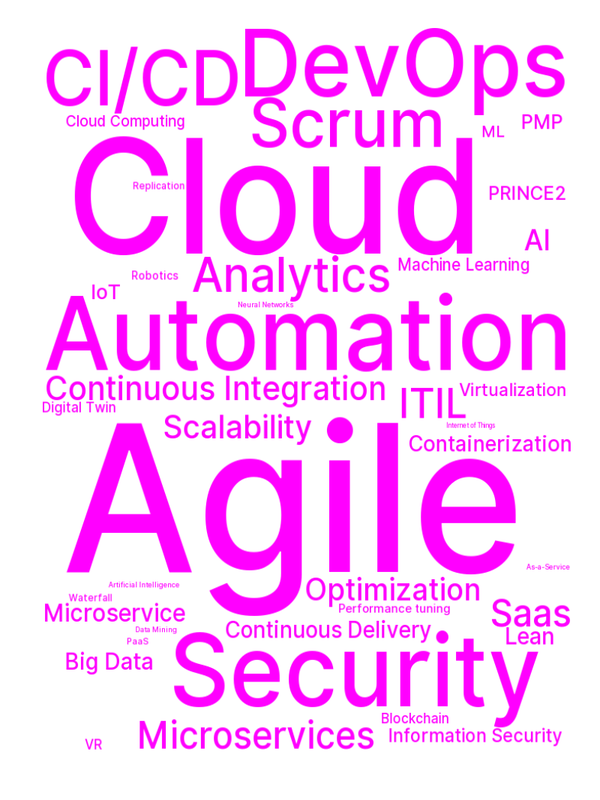 CI/CD
DevOps
Cloud Computing
Scrum
ML
PMP
Cloud
Replication
PRINCE2
AI
Analytics
Machine Learning
Robotics
IoT
Neural Networks
Automation
Continuous Integration
ITIL
Virtualization
Digital Twin
Scalability
Internet of Things
Containerization
Agile
As-a-Service
Artificial Intelligence
Optimization
Waterfall
Performance tuning
Microservice
Saas
Data Mining
Continuous Delivery
Lean
PaaS
Big Data
Security
Blockchain
Microservices
Information Security
VR